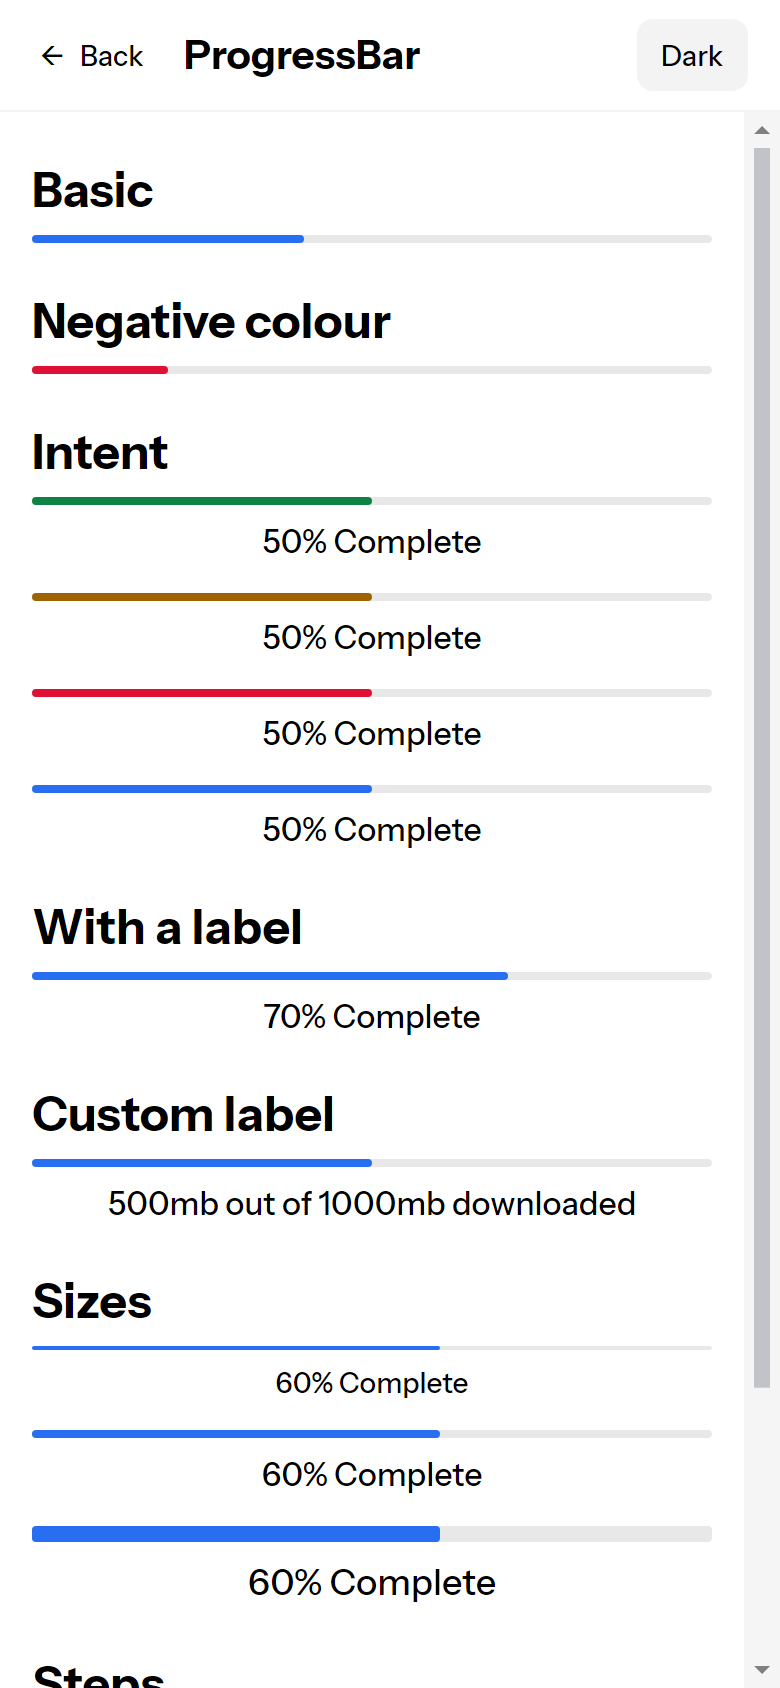 ← Back ProgressBar Dark
Basic
Negative colour
Intent
50% Complete
50% Complete
50% Complete
50% Complete
With a label
70% Complete
Custom label
500mb out of 1000mb downloaded
Sizes
60% Complete
60% Complete
60% Complete
Steps